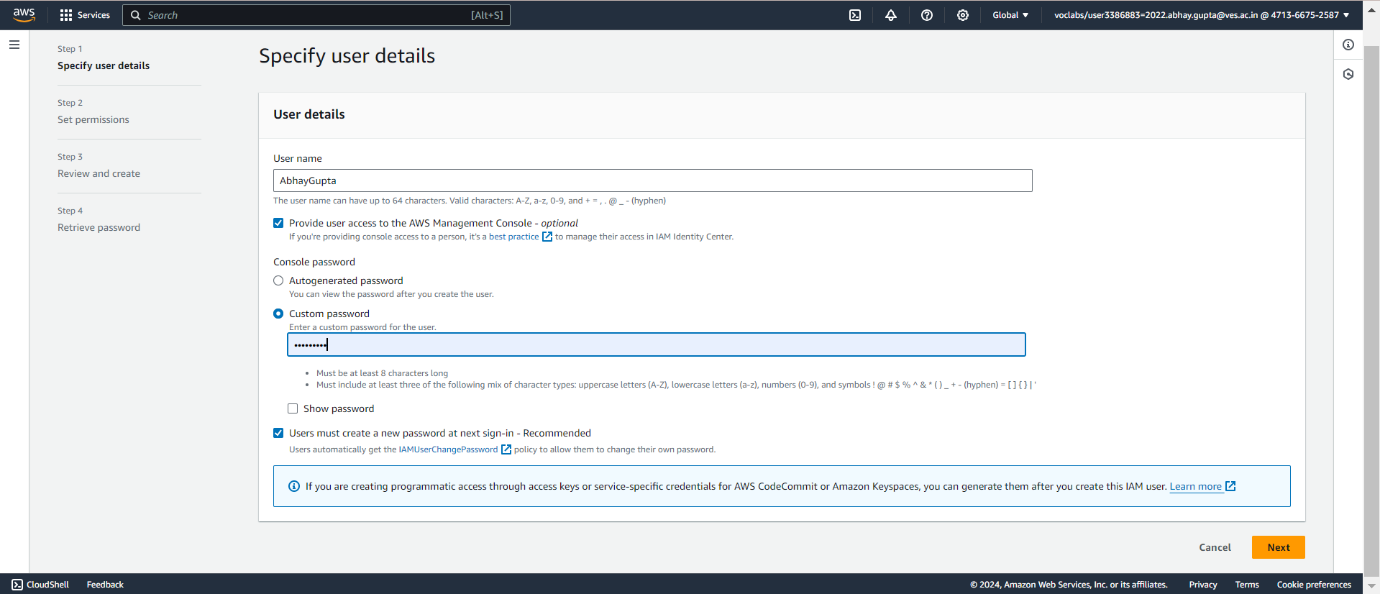 aws Services Search [Alt+S] Global voclabs/user3386883=2022.abhay.gupta@ves.ac.in @ 4713-6675-2587
Step 1
Specify user details
Step 2
Set permissions
Step 3
Review and create
Step 4
Retrieve password
Specify user details
User details
User name
AbhayGupta
The user name can have up to 64 characters. Valid characters: A-Z, a-z, 0-9, and + = , . @ _ - (hyphen)
Provide user access to the AWS Management Console - optional
If you're providing console access to a person, it's a best practice to manage their access in IAM Identity Center.
Console password
Autogenerated password
You can view the password after you create the user.
Custom password
Enter a custom password for the user.
•••••••••
• Must be at least 8 characters long
• Must include at least three of the following mix of character types: uppercase letters (A-Z), lowercase letters (a-z), numbers (0-9), and symbols ! @ # $ % ^ & * ( ) _ + - (hyphen) = [ ] { } | '
Show password
Users must create a new password at next sign-in - Recommended
Users automatically get the IAMUserChangePassword policy to allow them to change their own password.
If you are creating programmatic access through access keys or service-specific credentials for AWS CodeCommit or Amazon Keyspaces, you can generate them after you create this IAM user. Learn more
Cancel Next
CloudShell Feedback © 2024, Amazon Web Services, Inc. or its affiliates. Privacy Terms Cookie preferences